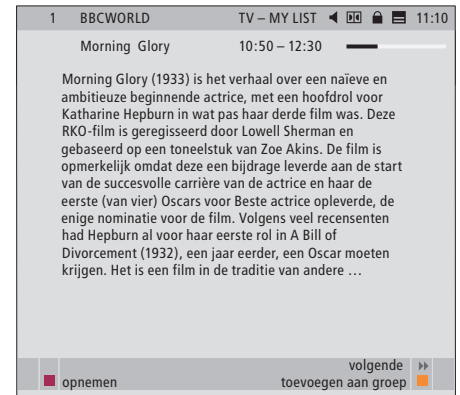 1 BBCWORLD TV – MY LIST 11:10
Morning Glory 10:50 – 12:30
Morning Glory (1933) is het verhaal over een naïeve en
ambitieuze beginnende actrice, met een hoofdrol voor
Katharine Hepburn in wat pas haar derde film was. Deze
RKO-film is geregisseerd door Lowell Sherman en
gebaseerd op een toneelstuk van Zoe Akins. De film is
opmerkelijk omdat deze een bijdrage leverde aan de start
van de succesvolle carrière van de actrice en haar de
eerste (van vier) Oscars voor Beste actrice opleverde, de
enige nominatie voor de film. Volgens veel recensenten
had Hepburn al voor haar eerste rol in A Bill of
Divorcement (1932), een jaar eerder, een Oscar moeten
krijgen. Het is een film in de traditie van andere …
volgende
opnemen toevoegen aan groep